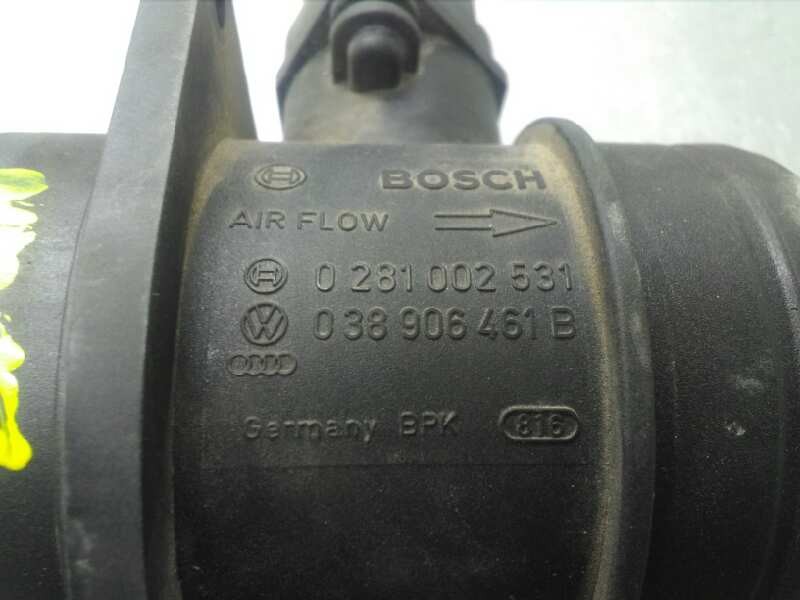 BOSCH
AIR FLOW
0 281 002 531
038 906 461 B
Germany BPK 816